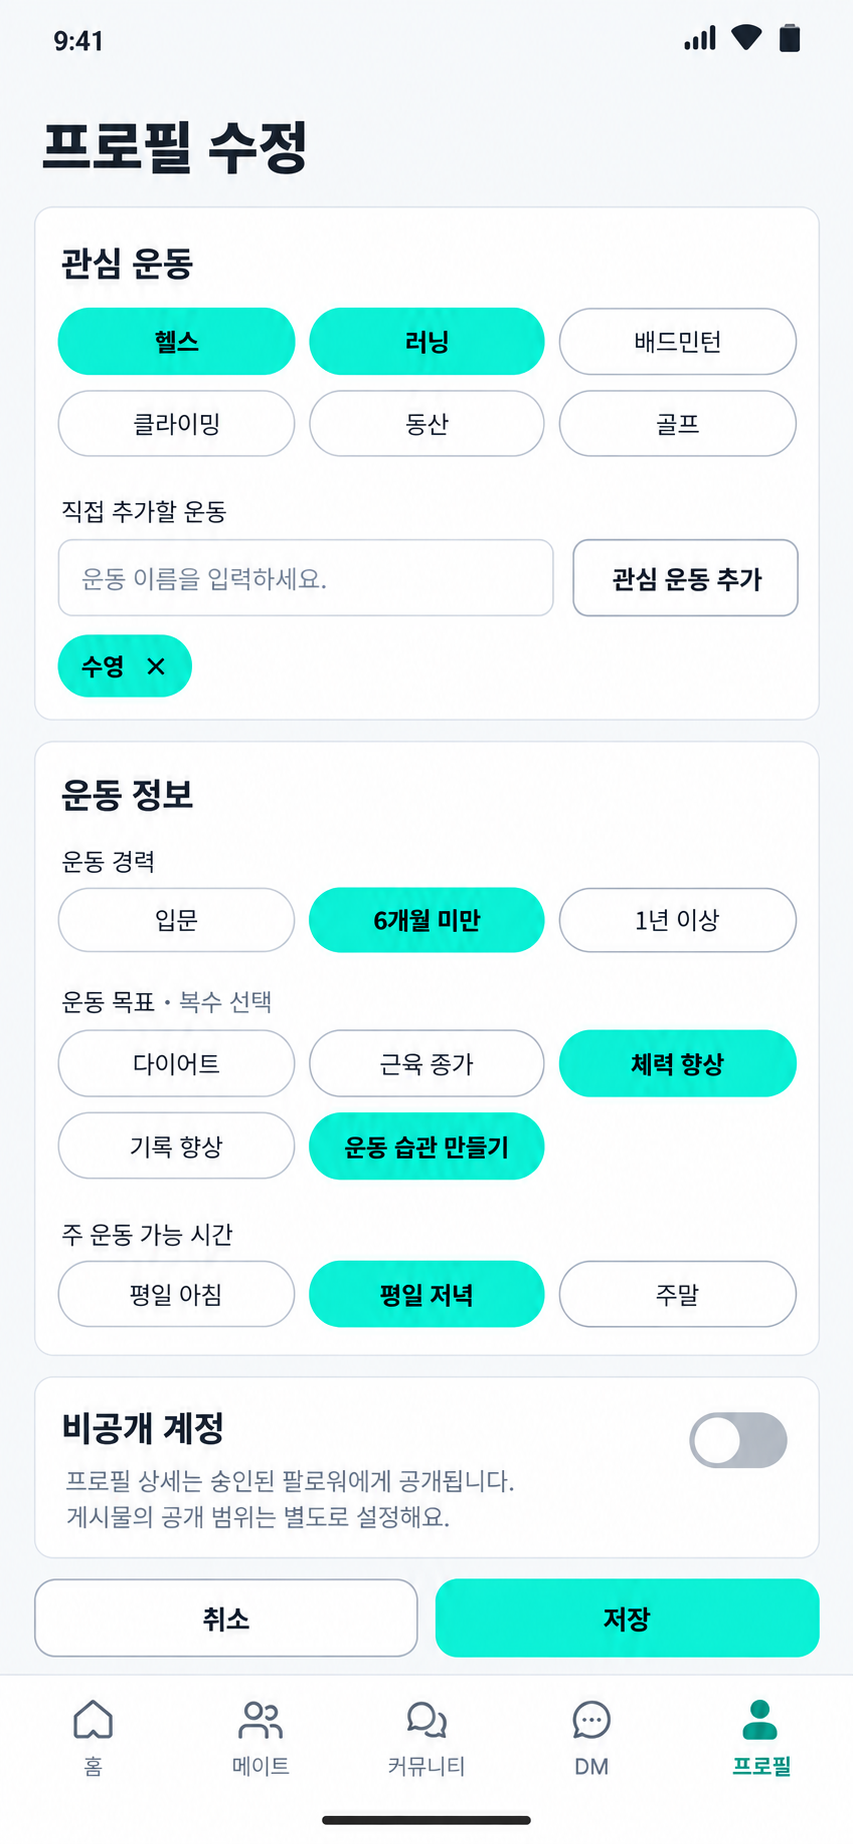 9:41
프로필 수정
관심 운동
헬스 러닝 배드민턴
클라이밍 동산 골프
직접 추가할 운동
운동 이름을 입력하세요. 관심 운동 추가
수영 ×
운동 정보
운동 경력
입문 6개월 미만 1년 이상
운동 목표 · 복수 선택
다이어트 근육 종가 체력 향상
기록 향상 운동 습관 만들기
주 운동 가능 시간
평일 아침 평일 저녁 주말
비공개 계정
프로필 상세는 숭인된 팔로워에게 공개됩니다.
게시물의 공개 범위는 별도로 설정해요.
취소 저장
홈 메이트 커뮤니티 DM 프로필